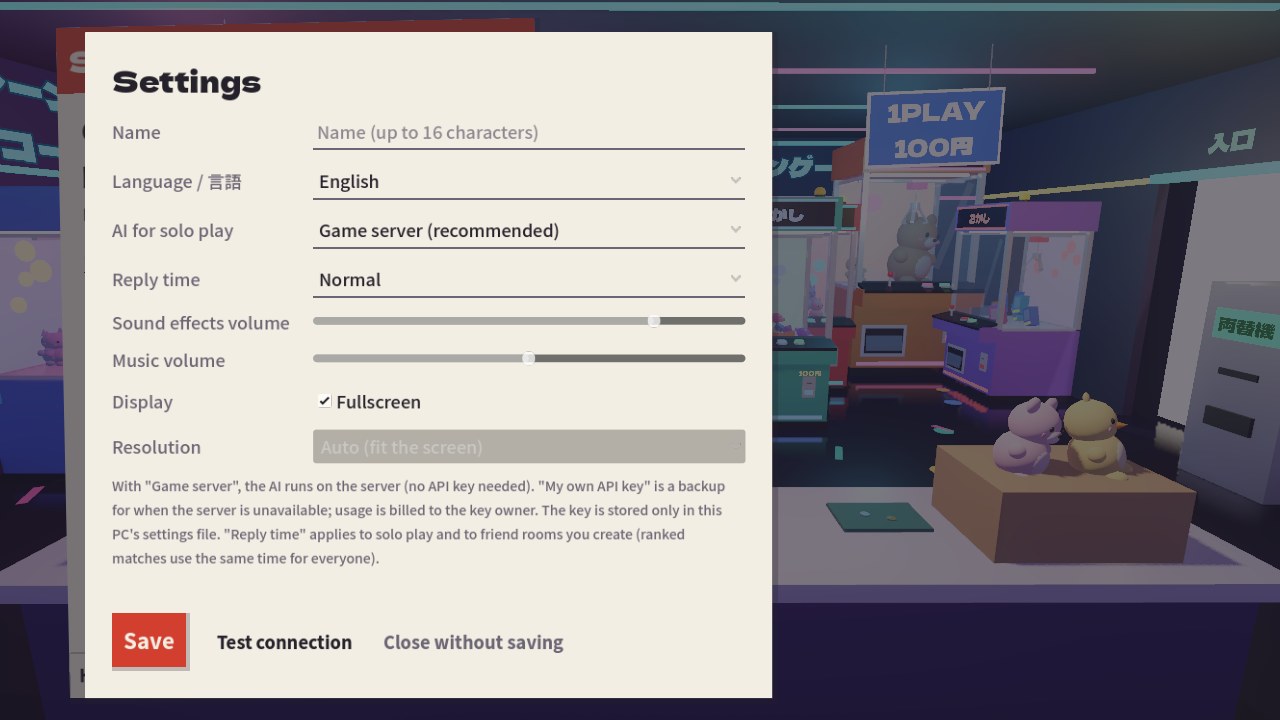 Settings
Name
Name (up to 16 characters)
Language / 言語
English
AI for solo play
Game server (recommended)
Reply time
Normal
Sound effects volume
Music volume
Display
Fullscreen
Resolution
Auto (fit the screen)
With "Game server", the AI runs on the server (no API key needed). "My own API key" is a backup
for when the server is unavailable; usage is billed to the key owner. The key is stored only in this
PC's settings file. "Reply time" applies to solo play and to friend rooms you create (ranked
matches use the same time for everyone).
Save
Test connection
Close without saving
1PLAY
100円
入口
両替機
100円